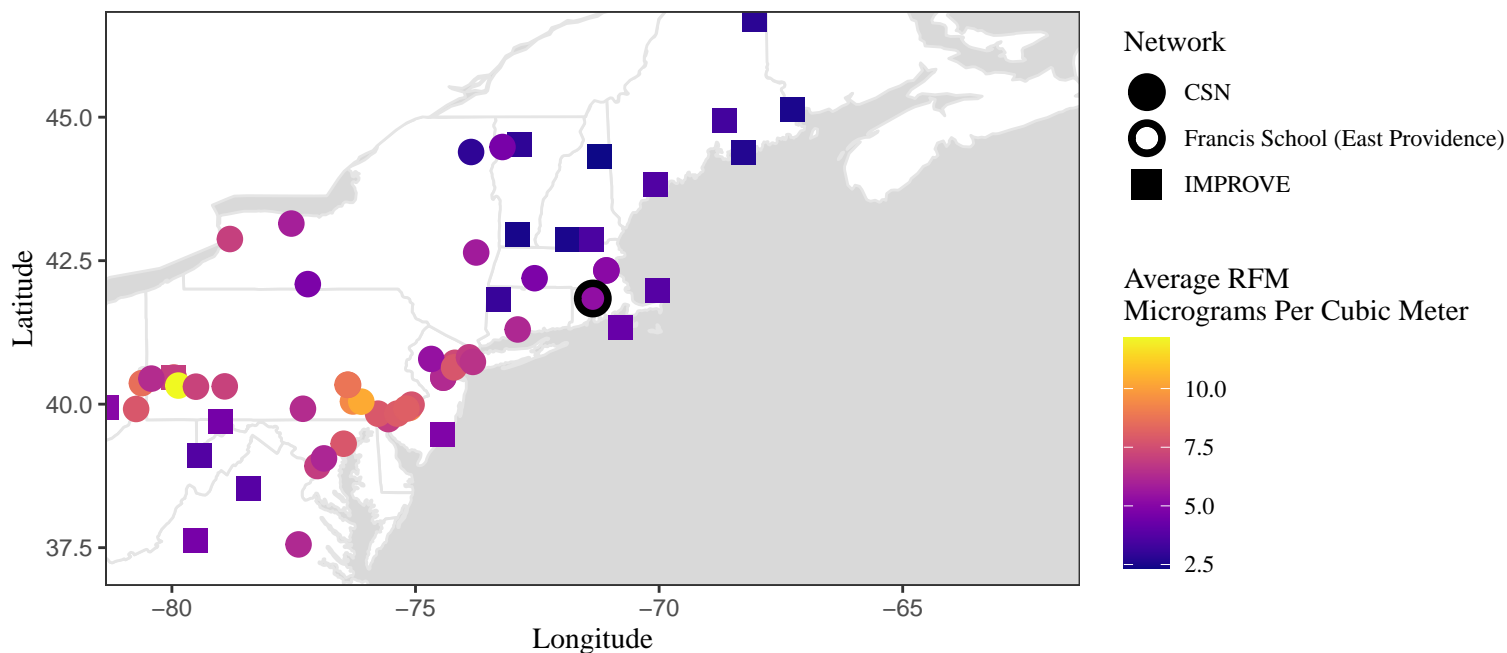 45.0
42.5
40.0
37.5
Latitude
−80
−75
−70
−65
Longitude
Network
CSN
Francis School (East Providence)
IMPROVE
Average RFM
Micrograms Per Cubic Meter
10.0
7.5
5.0
2.5